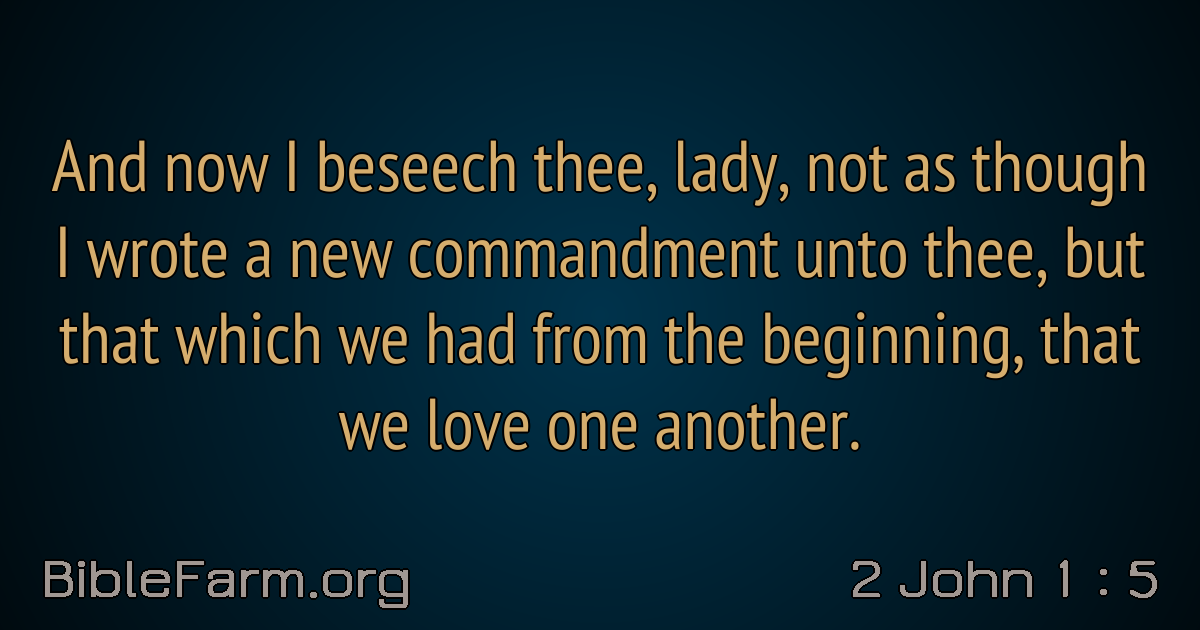 And now I beseech thee, lady, not as though
I wrote a new commandment unto thee, but
that which we had from the beginning, that
we love one another.
BibleFarm.org
2 John 1 : 5